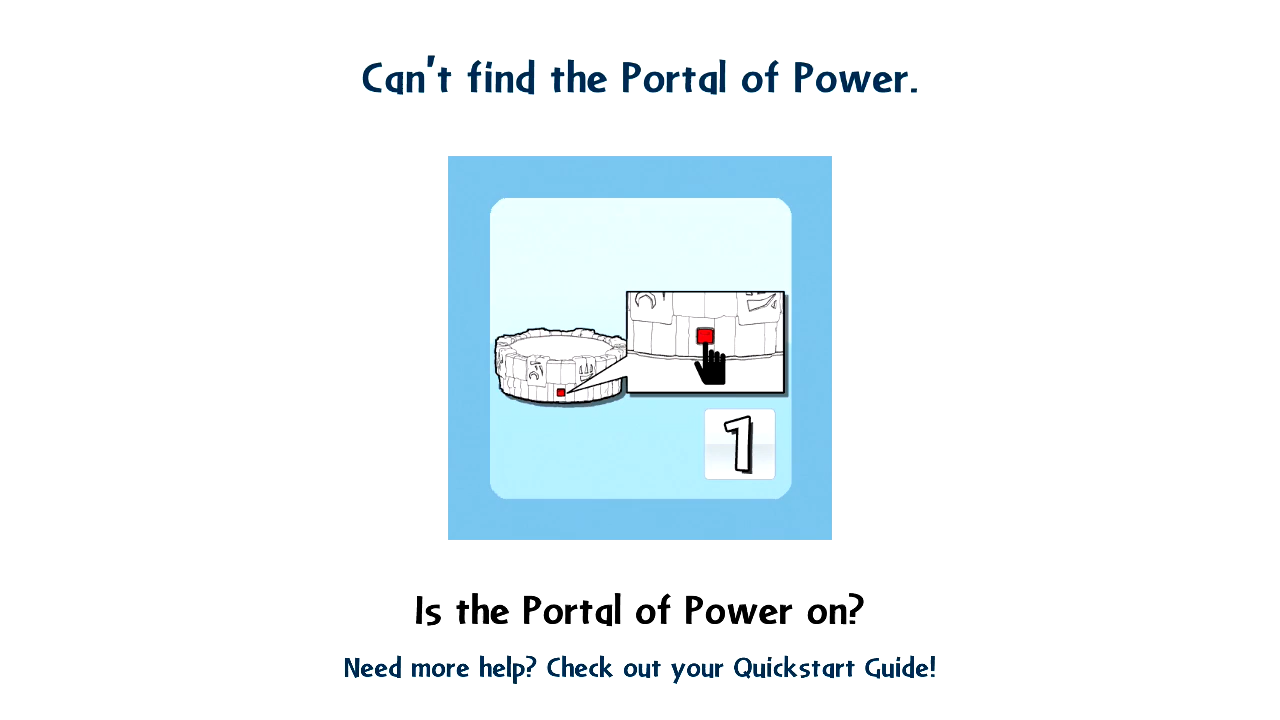 Can't find the Portal of Power.
1
Is the Portal of Power on?
Need more help? Check out your Quickstart Guide!